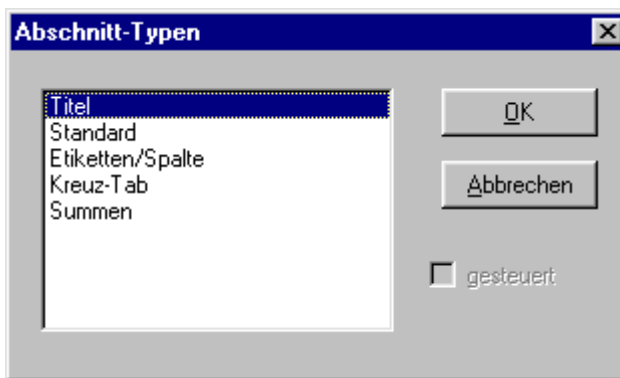 Abschnitt-Typen
Titel
Standard
Etiketten/Spalte
Kreuz-Tab
Summen
OK
Abbrechen
gesteuert